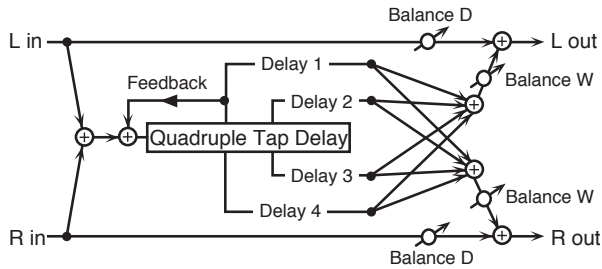 Balance D
L in
L out
Delay 1
Feedback
Balance W
Delay 2
Quadruple Tap Delay
Delay 3
Balance W
Delay 4
R in
R out
Balance D